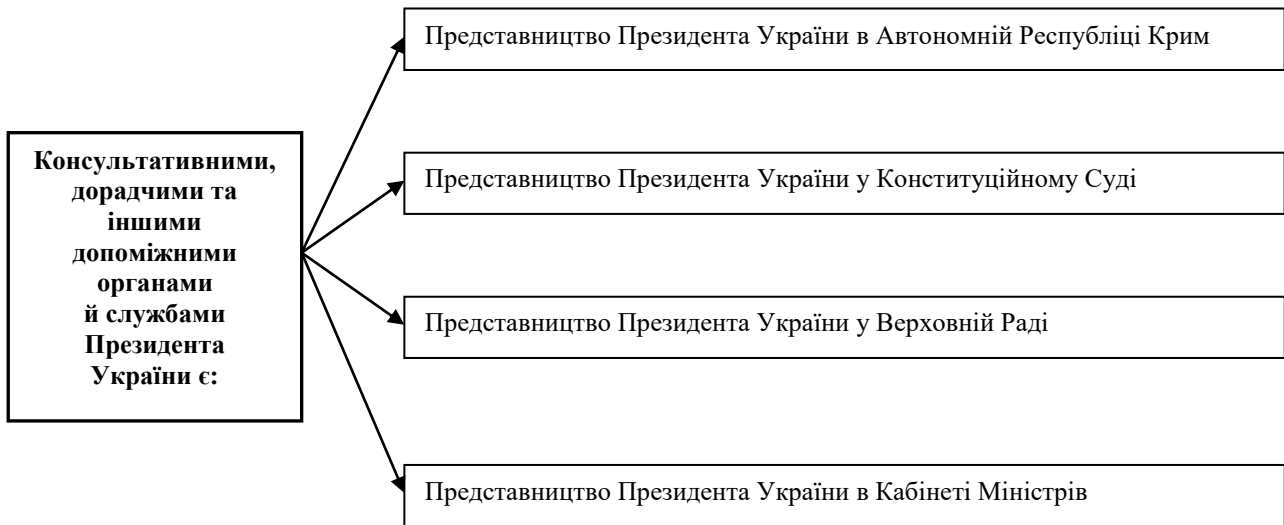 Консультативними,
дорадчими та
іншими
допоміжними
органами
й службами
Президента
України є:
Представництво Президента України в Автономній Республіці Крим
Представництво Президента України у Конституційному Суді
Представництво Президента України у Верховній Раді
Представництво Президента України в Кабінеті Міністрів